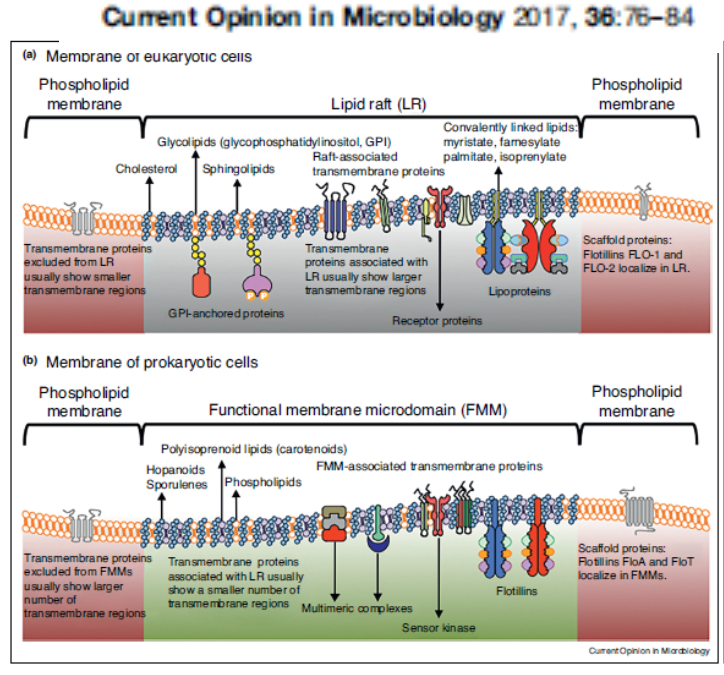 Current Opinion in Microbiology 2017, 36:76–84
(a) Membrane of eukaryotic cells
Phospholipid
membrane
Lipid raft (LR)
Phospholipid
membrane
Glycolipids (glycophosphatidylinositol, GPI)
Cholesterol
Sphingolipids
Raft-associated
transmembrane proteins
Convalently linked lipids:
myristate, farnesylate
palmitate, isoprenylate
Transmembrane proteins
excluded from LR
usually show smaller
transmembrane regions
P P
GPI-anchored proteins
Transmembrane
proteins associated with
LR usually show larger
transmembrane regions
Receptor proteins
Lipoproteins
Scaffold proteins:
Flotillins FLO-1 and
FLO-2 localize in LR.
(b) Membrane of prokaryotic cells
Phospholipid
membrane
Functional membrane microdomain (FMM)
Phospholipid
membrane
Polyisoprenoid lipids (carotenoids)
Hopanoids
Sporulenes
Phospholipids
FMM-associated transmembrane proteins
Transmembrane proteins
excluded from FMMs
usually show larger
number of
transmembrane regions
Transmembrane proteins
associated with LR usually
show a smaller number of
transmembrane regions
Multimeric complexes
Sensor kinase
Flotillins
Scaffold proteins:
Flotillins FloA and FloT
localize in FMMs.
Current Opinion in Microbiology